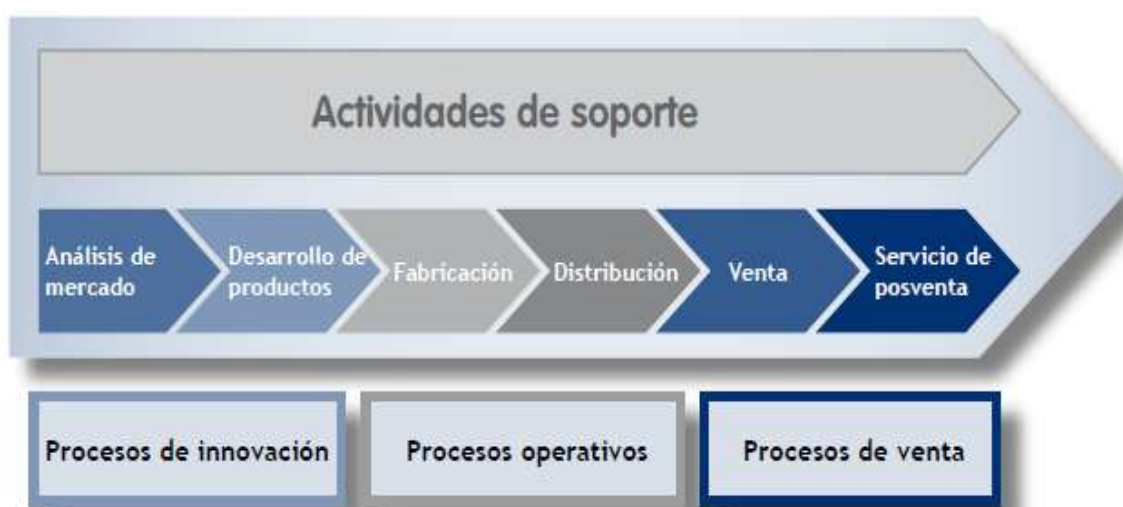 Actividades de soporte
Análisis de
mercado
Desarrollo de
productos
Fabricación
Distribución
Venta
Servicio de
posventa
Procesos de innovación
Procesos operativos
Procesos de venta